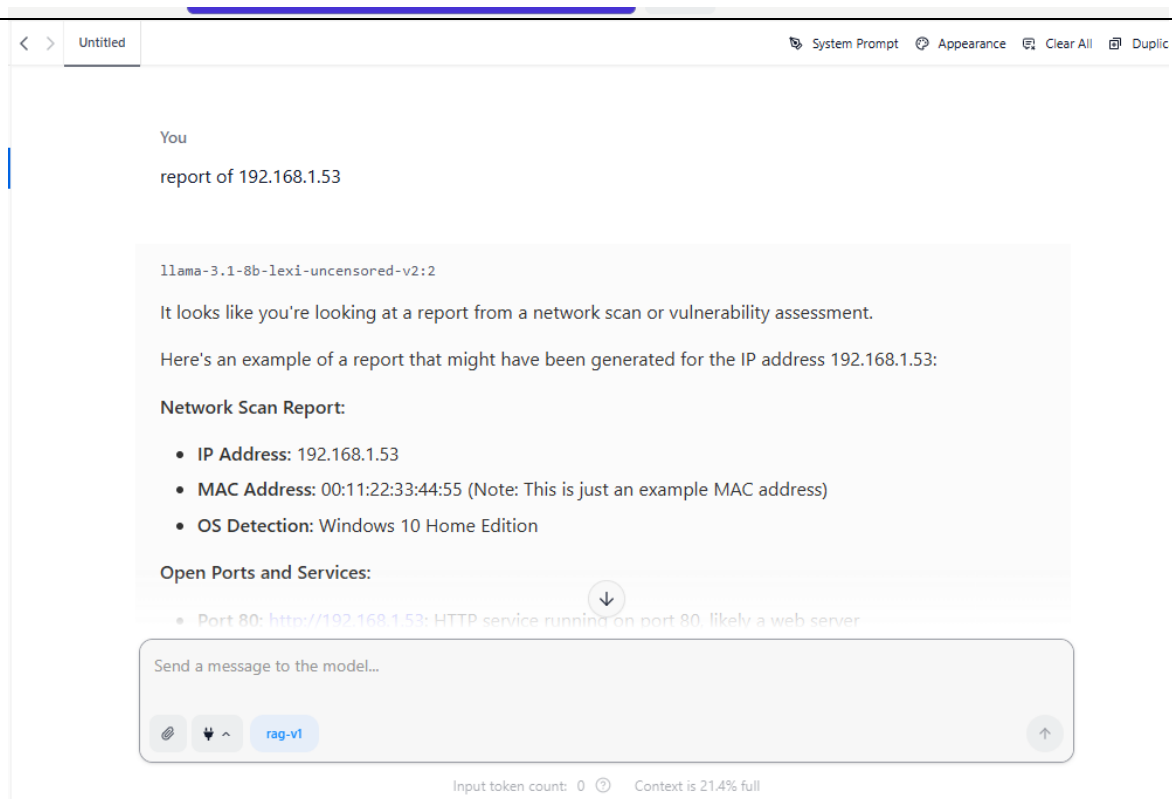 Untitled
System Prompt Appearance Clear All Duplic
You
report of 192.168.1.53
llama-3.1-8b-lexi-uncensored-v2:2
It looks like you're looking at a report from a network scan or vulnerability assessment.
Here's an example of a report that might have been generated for the IP address 192.168.1.53:
Network Scan Report:
• IP Address: 192.168.1.53
• MAC Address: 00:11:22:33:44:55 (Note: This is just an example MAC address)
• OS Detection: Windows 10 Home Edition
Open Ports and Services:
• Port 80: http://192.168.1.53: HTTP service running on port 80, likely a web server
Send a message to the model...
rag-v1
Input token count: 0 Context is 21.4% full